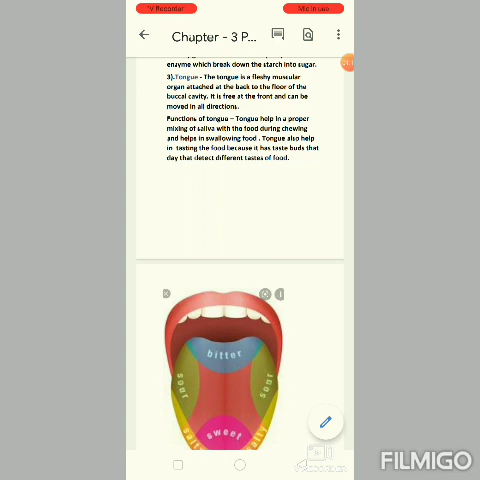 'V Recorder'
Mic in use
Chapter - 3 P...
enzyme which break down the starch into sugar.
3).Tongue - The tongue is a fleshy muscular
organ attached at the back to the floor of the
buccal cavity. It is free at the front and can be
moved in all directions.
Functions of tongue – Tongue help in a proper
mixing of saliva with the food during chewing
and helps in swallowing food . Tongue also help
in tasting the food because it has taste buds that
day that detect different tastes of food.
bitter
sour
sour
sweet
salty
FILMIGO